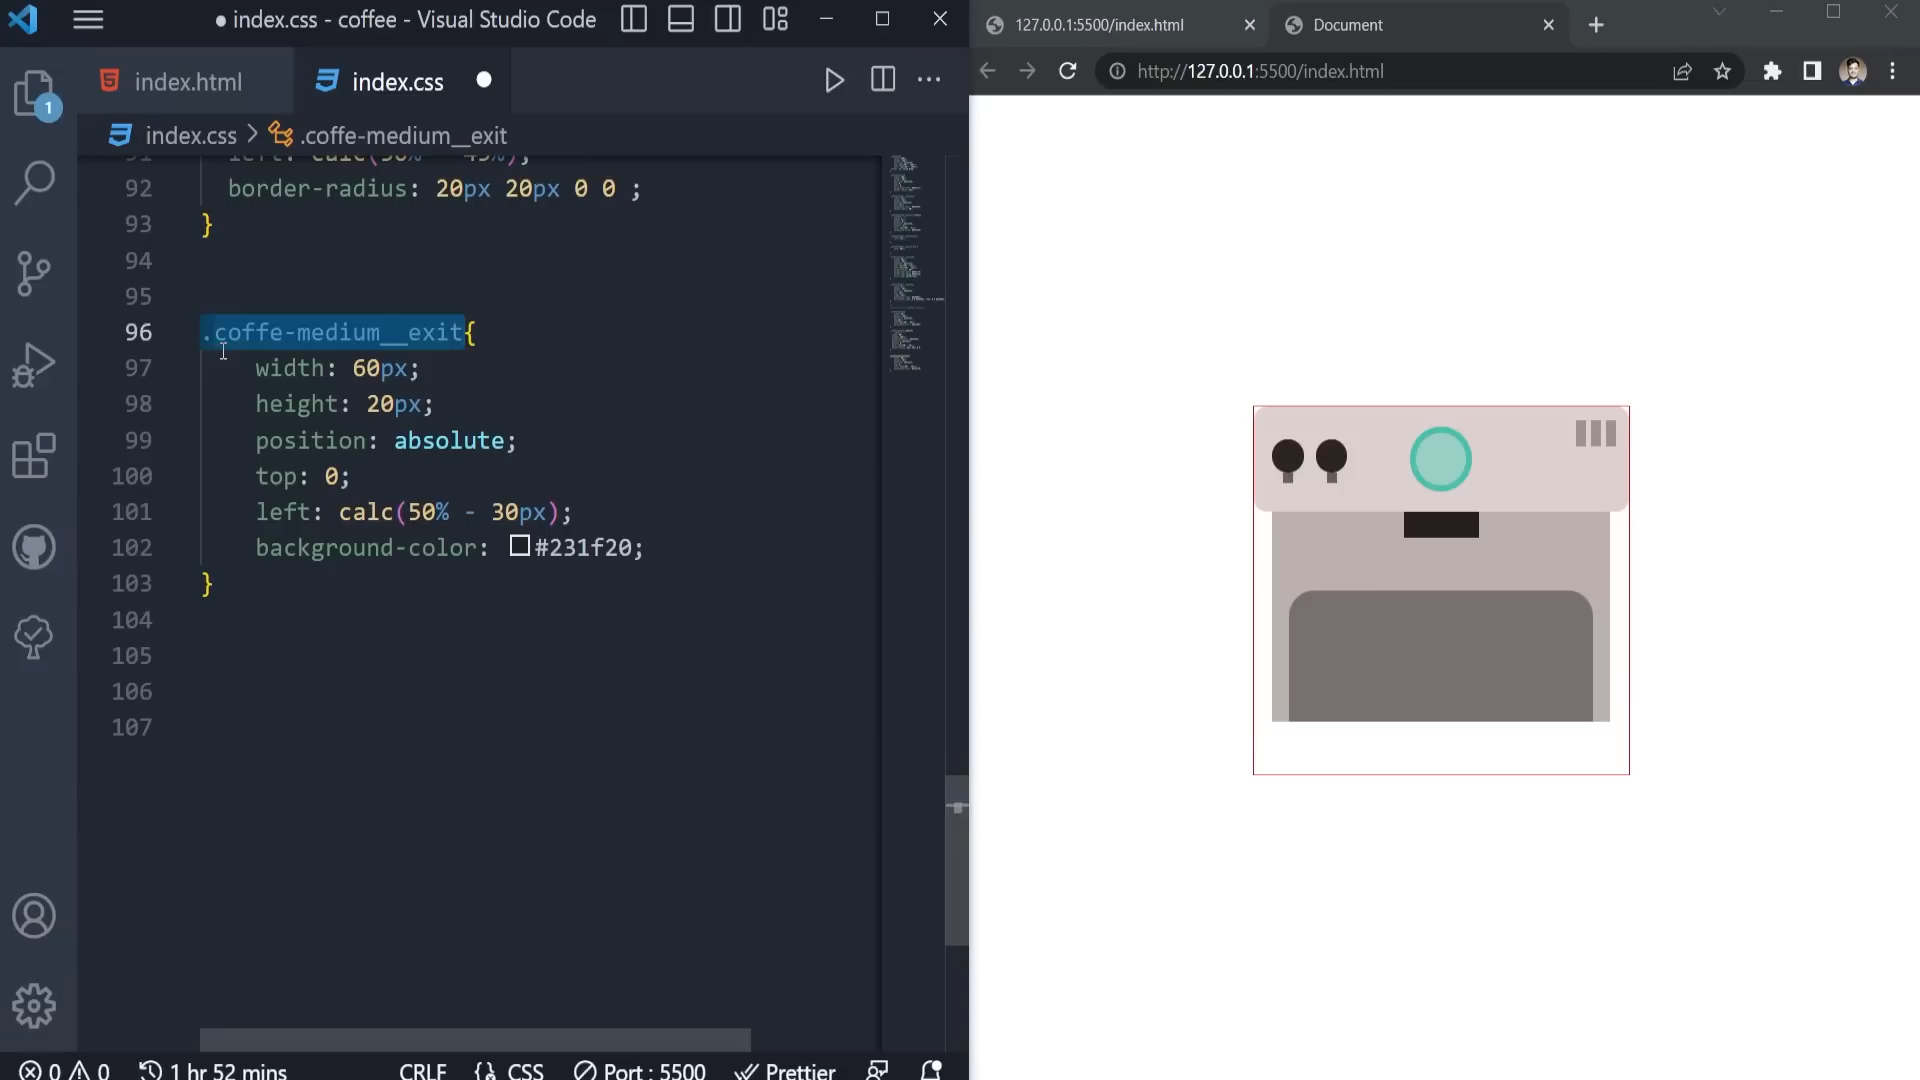 index.css - coffee - Visual Studio Code
index.html
index.css
1
index.css > .coffe-medium__exit
92 border-radius: 20px 20px 0 0 ;
93 }
94
95
96 .coffe-medium__exit{
97 width: 60px;
98 height: 20px;
99 position: absolute;
100 top: 0;
101 left: calc(50% - 30px);
102 background-color: #231f20;
103 }
104
105
106
107
0 0 1 hr 52 mins CRLF {} CSS Port : 5500 Prettier
127.0.0.1:5500/index.html
Document
http://127.0.0.1:5500/index.html